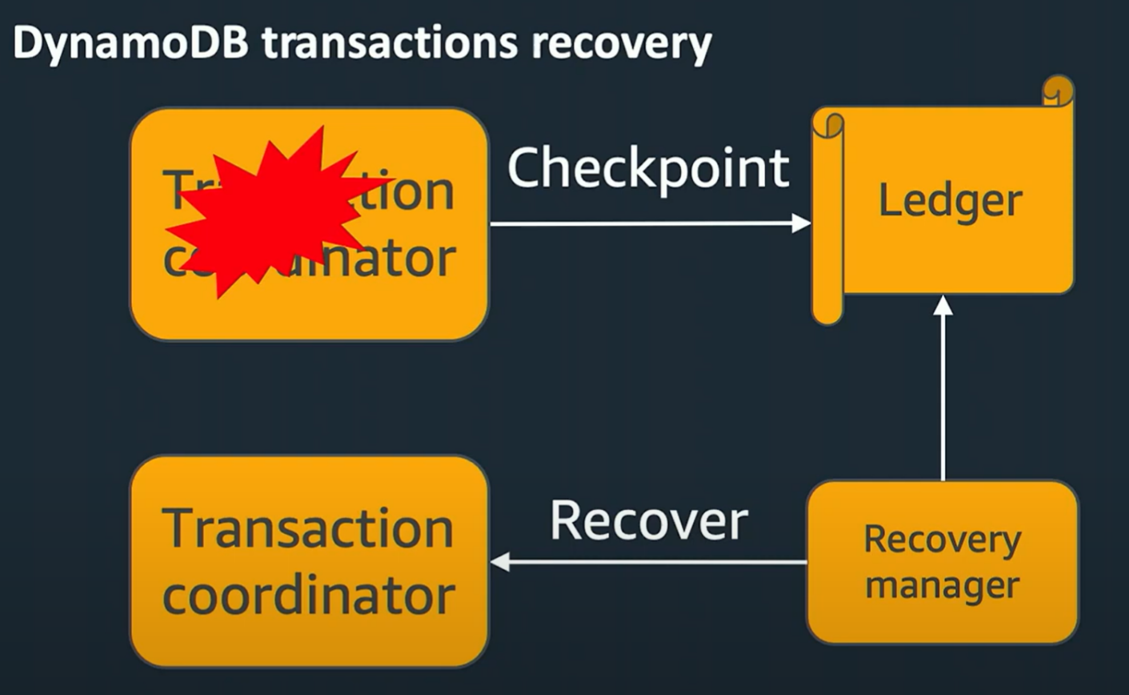 DynamoDB transactions recovery
Checkpoint
Ledger
Transaction
coordinator
Recover
Recovery
manager